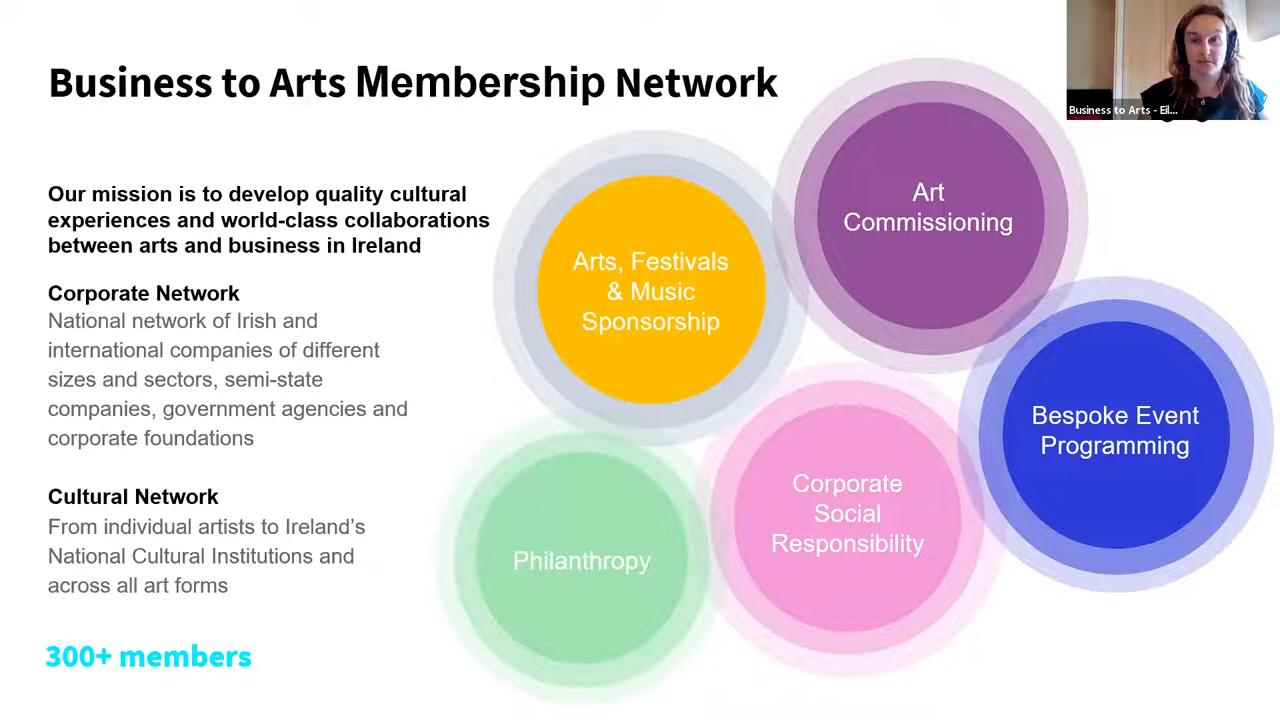 Business to Arts Membership Network
Business to Arts - Eil...
Our mission is to develop quality cultural
experiences and world-class collaborations
between arts and business in Ireland
Corporate Network
National network of Irish and
international companies of different
sizes and sectors, semi-state
companies, government agencies and
corporate foundations
Cultural Network
From individual artists to Ireland’s
National Cultural Institutions and
across all art forms
300+ members
Arts, Festivals
& Music
Sponsorship
Art
Commissioning
Bespoke Event
Programming
Corporate
Social
Responsibility
Philanthropy